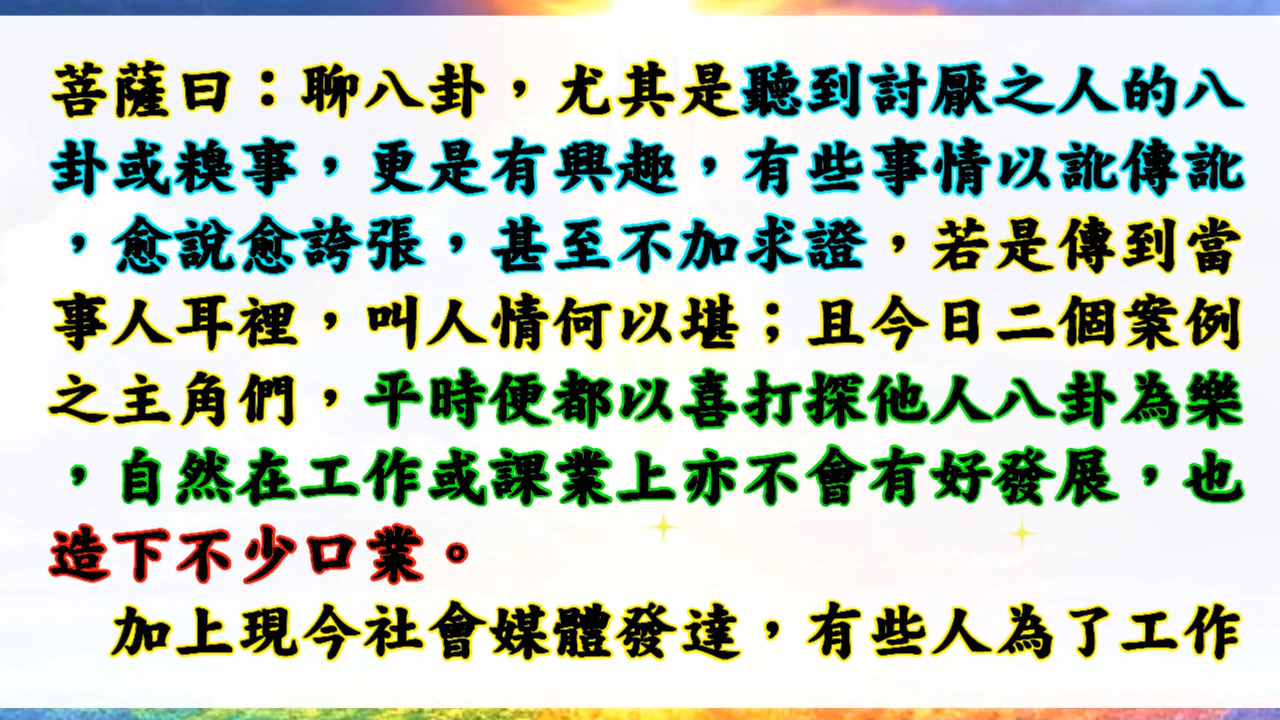 菩薩曰：聊八卦，尤其是聽到討厭之人的八
卦或糗事，更是有興趣，有些事情以訛傳訛
，愈說愈誇張，甚至不加求證，若是傳到當
事人耳裡，叫人情何以堪；且今日二個案例
之主角們，平時便都以喜打探他人八卦為樂
，自然在工作或課業上亦不會有好發展，也
造下不少口業。
加上現今社會媒體發達，有些人為了工作